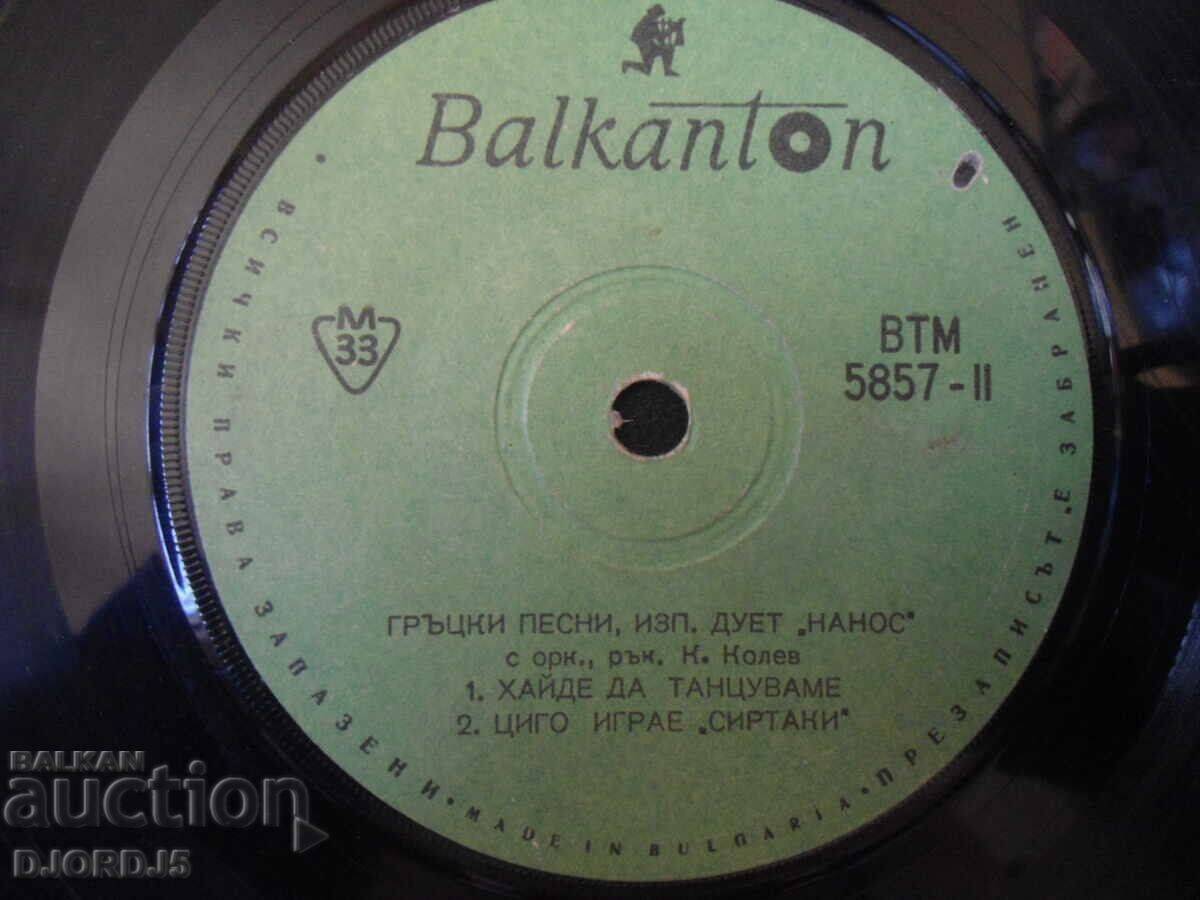 Balkanton
M
33
ВТМ
5857-II
ГРЪЦКИ ПЕСНИ, ИЗП. ДУЕТ „НАНОС"
с орк., рък. К. Колев
1. ХАЙДЕ ДА ТАНЦУВАМЕ
2. ЦИГО ИГРАЕ „СИРТАКИ"
• ВСИЧКИ ПРАВА ЗАПАЗЕНИ • MADE IN BULGARIA • ПРЕЗАПИСЪТ Е ЗАБРАНЕН
BALKAN
auction
DJORDJ5